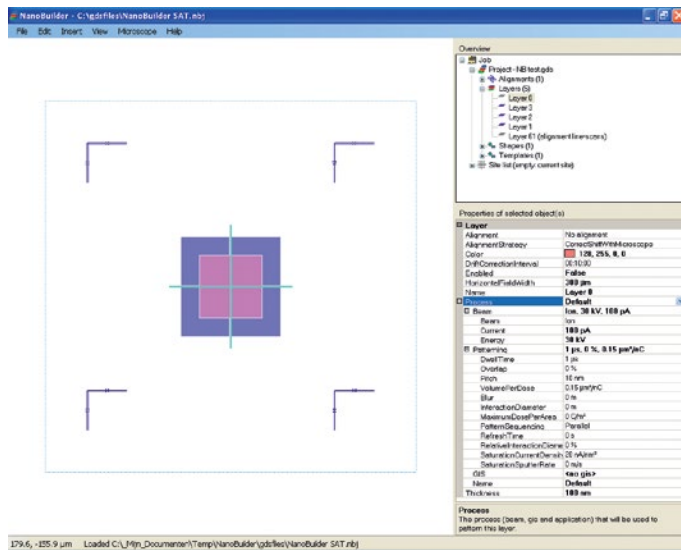 NanoBuilder - C:\gdsfiles\NanoBuilder SAT.nbj
File Edit Insert View Microscope Help
Overview
Job
Project - NB test.gds
Alignments (1)
Layers (5)
Layer 0
Layer 3
Layer 2
Layer 1
Layer 61 (alignment linescans)
Shapes (1)
Templates (1)
Site list (empty: current site)
Properties of selected object(s)
Layer
Alignment No alignment
AlignmentStrategy CorrectShiftWithMicroscope
Color 128, 255, 0, 0
DriftCorrectionInterval 00:10:00
Enabled False
HorizontalFieldWidth 300 µm
Name Layer 0
Process Default
Beam Ion, 30 kV, 100 pA
Beam Ion
Current 100 pA
Energy 30 kV
Patterning 1 µs, 0 %, 0.15 µm³/nC
DwellTime 1 µs
Overlap 0 %
Pitch 10 nm
VolumePerDose 0.15 µm³/nC
Blur 0 m
InteractionDiameter 0 m
MaximumDosePerArea 0 C/m²
PatternSequencing Parallel
RefreshTime 0 s
RelativeInteractionDiame 0 %
SaturationCurrentDensity 20 nA/nm²
SaturationSputterRate 0 m/s
GIS <no gis>
Name Default
Thickness 100 nm
Process
The process (beam, gis and application) that will be used to
pattern this layer.
179.6, -135.9 µm Loaded C:\_Mijn_Documenten\Temp\NanoBuilder\gdsfiles\NanoBuilder SAT.nbj